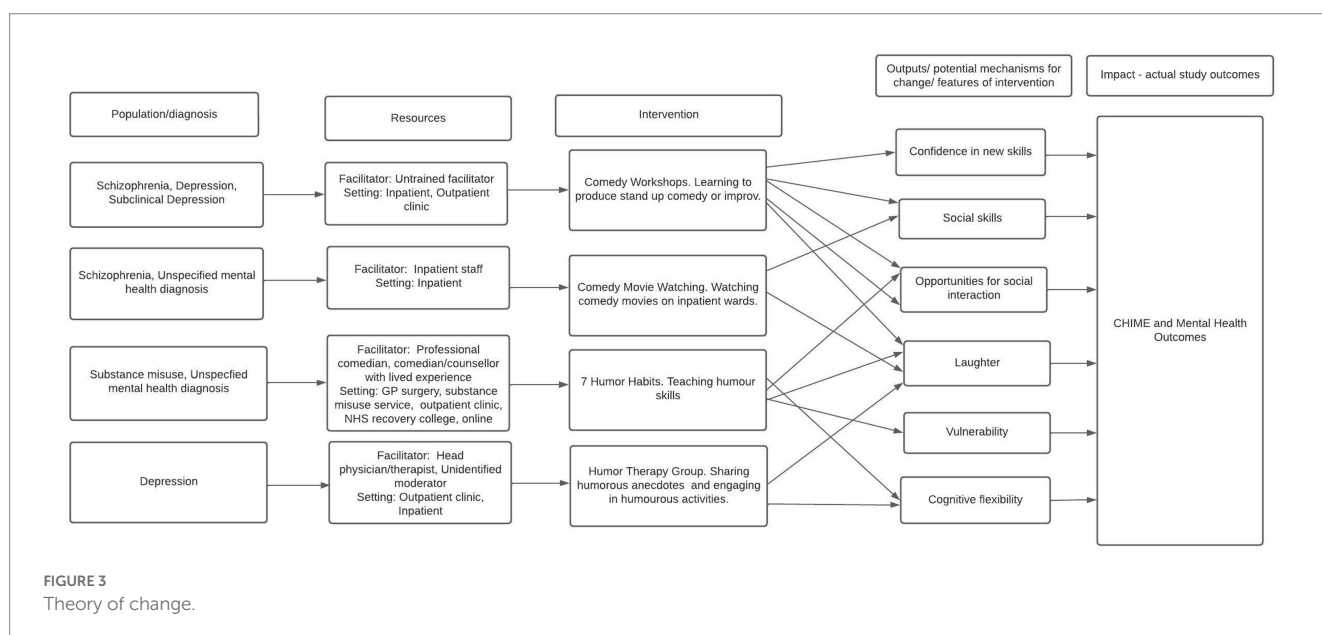 Outputs/ potential mechanisms for
change/ features of intervention
Impact - actual study outcomes
Population/diagnosis
Resources
Intervention
Schizophrenia, Depression,
Subclinical Depression
Facilitator: Untrained facilitator
Setting: Inpatient, Outpatient
clinic
Comedy Workshops. Learning to
produce stand up comedy or improv.
Confidence in new skills
Social skills
Schizophrenia, Unspecified mental
health diagnosis
Facilitator: Inpatient staff
Setting: Inpatient
Comedy Movie Watching. Watching
comedy movies on inpatient wards.
Opportunities for social
interaction
CHIME and Mental Health
Outcomes
Substance misuse, Unspecfied
mental health diagnosis
Facilitator: Professional
comedian, comedian/counsellor
with lived experience
Setting: GP surgery, substance
misuse service, outpatient clinic,
NHS recovery college, online
7 Humor Habits. Teaching humour
skills
Laughter
Vulnerability
Depression
Facilitator: Head
physician/therapist, Unidentified
moderator
Setting: Outpatient clinic,
Inpatient
Humor Therapy Group. Sharing
humorous anecdotes and engaging
in humourous activities.
Cognitive flexibility
FIGURE 3
Theory of change.